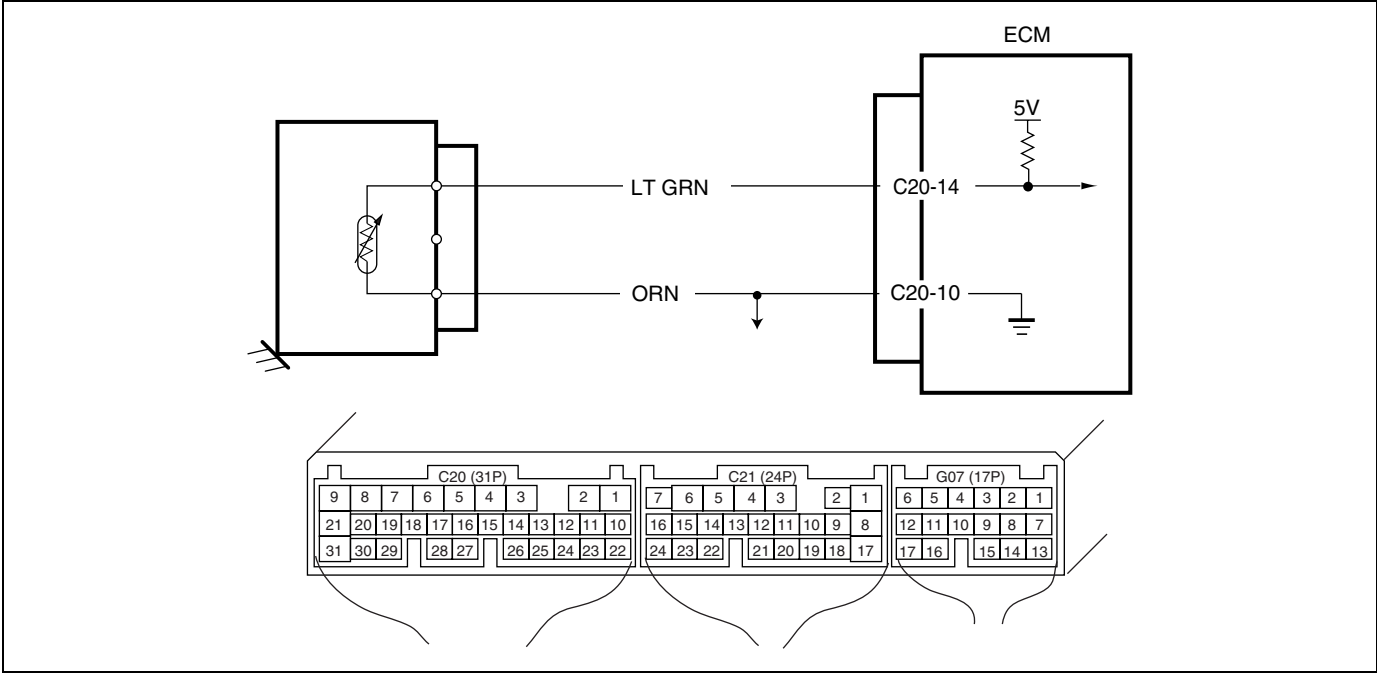 ECM
5V
LT GRN C20-14
ORN C20-10
C20 (31P) C21 (24P) G07 (17P)
9 8 7 6 5 4 3 2 1 7 6 5 4 3 2 1 6 5 4 3 2 1
21 20 19 18 17 16 15 14 13 12 11 10 16 15 14 13 12 11 10 9 8 12 11 10 9 8 7
31 30 29 28 27 26 25 24 23 22 24 23 22 21 20 19 18 17 17 16 15 14 13